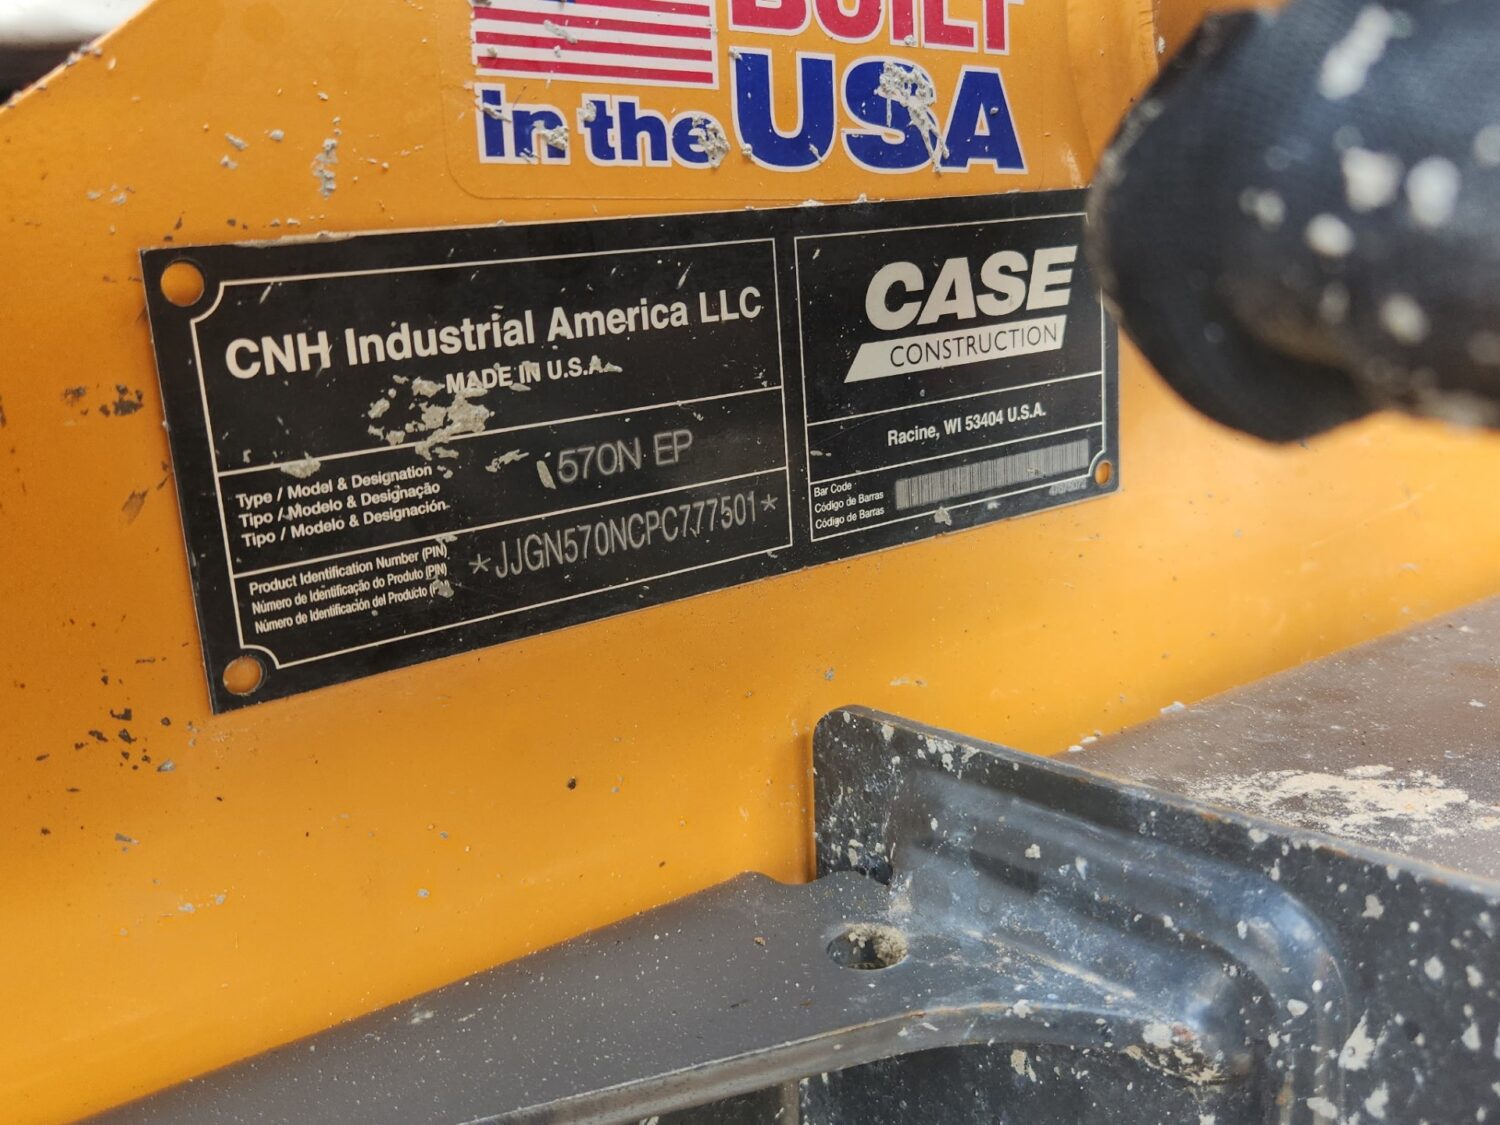 BUILT
in the USA
CNH Industrial America LLC
MADE IN U.S.A.
Type / Model & Designation
Tipo / Modelo & Designação
Tipo / Modelo & Designación
570N EP
Product Identification Number (PIN)
Número de Identificação do Produto (PIN)
Número de Identificación del Producto (PIN)
*JJGN570NCPC777501*
CASE
CONSTRUCTION
Racine, WI 53404 U.S.A.
Bar Code
Código de Barras
Código de Barras